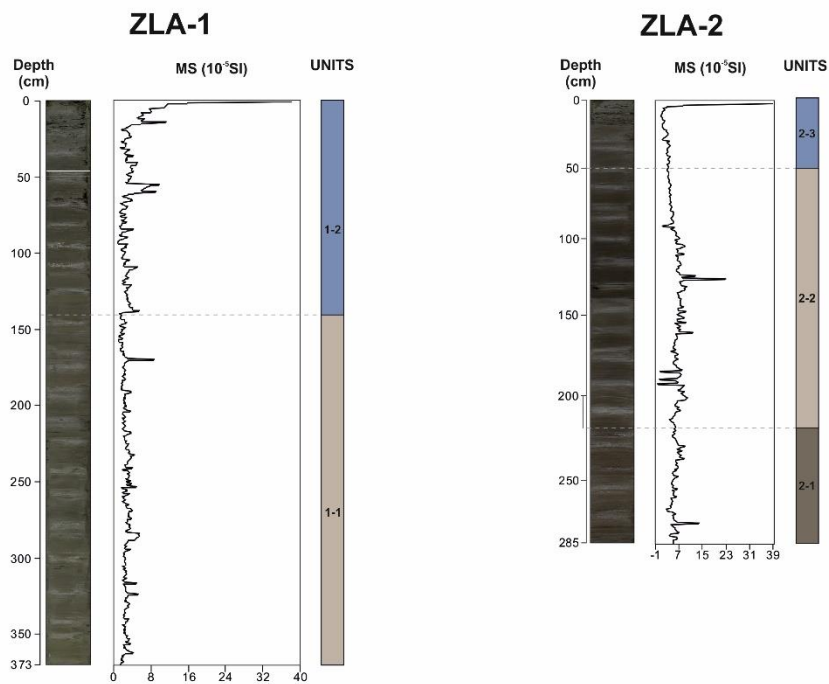 ZLA-1
Depth
(cm)
MS (10⁻⁵SI)
UNITS
0
50
100
150
200
250
300
350
373
1-2
1-1
0 8 16 24 32 40
ZLA-2
Depth
(cm)
MS (10⁻⁵SI)
UNITS
0
50
100
150
200
250
285
2-3
2-2
2-1
-1 7 15 23 31 39